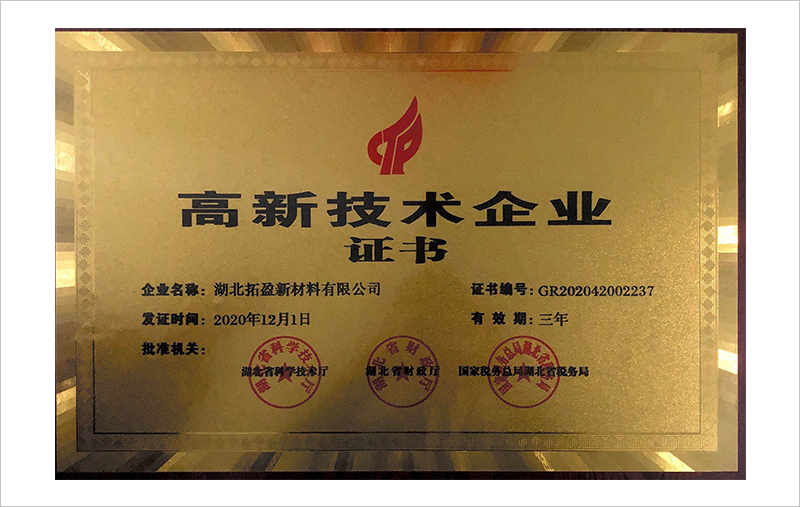 高新技术企业
证书
企业名称：湖北拓盈新材料有限公司
证书编号：GR202042002237
发证时间：2020年12月1日
有效期：三年
批准机关：
湖北省科学技术厅
湖北省财政厅
国家税务总局湖北省税务局